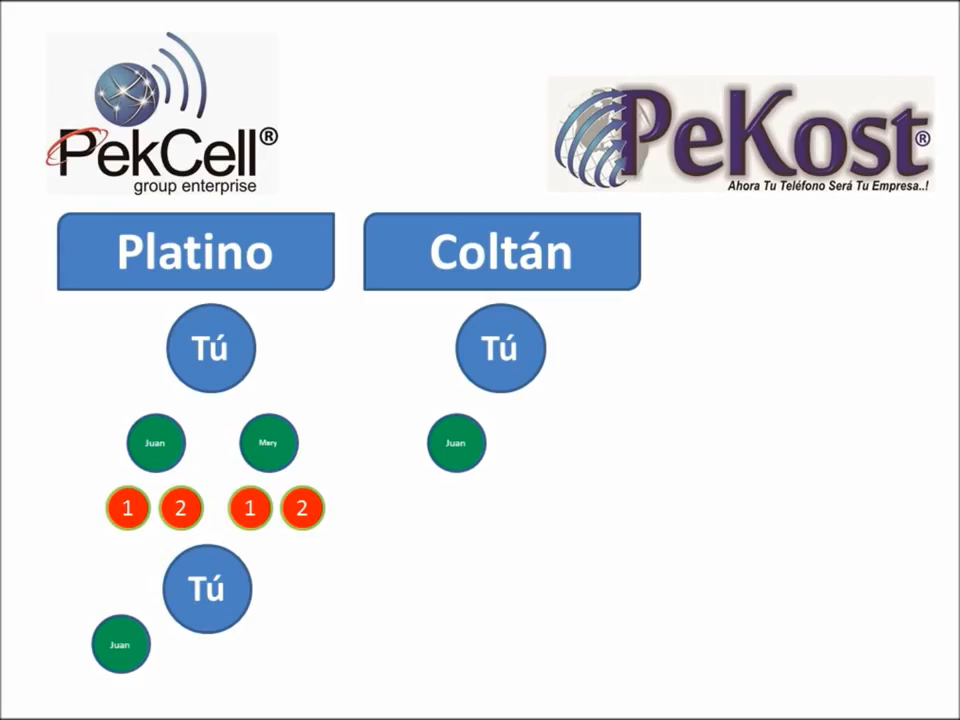 PekCell®
group enterprise
PeKost®
Ahora Tu Teléfono Será Tu Empresa..!
Platino
Coltán
Tú
Tú
Juan
Mery
Juan
1
2
1
2
Tú
Juan